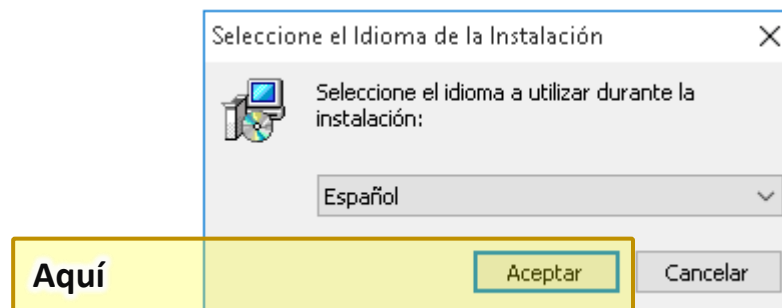 Seleccione el Idioma de la Instalación
Seleccione el idioma a utilizar durante la
instalación:
Español
Aquí
Aceptar
Cancelar